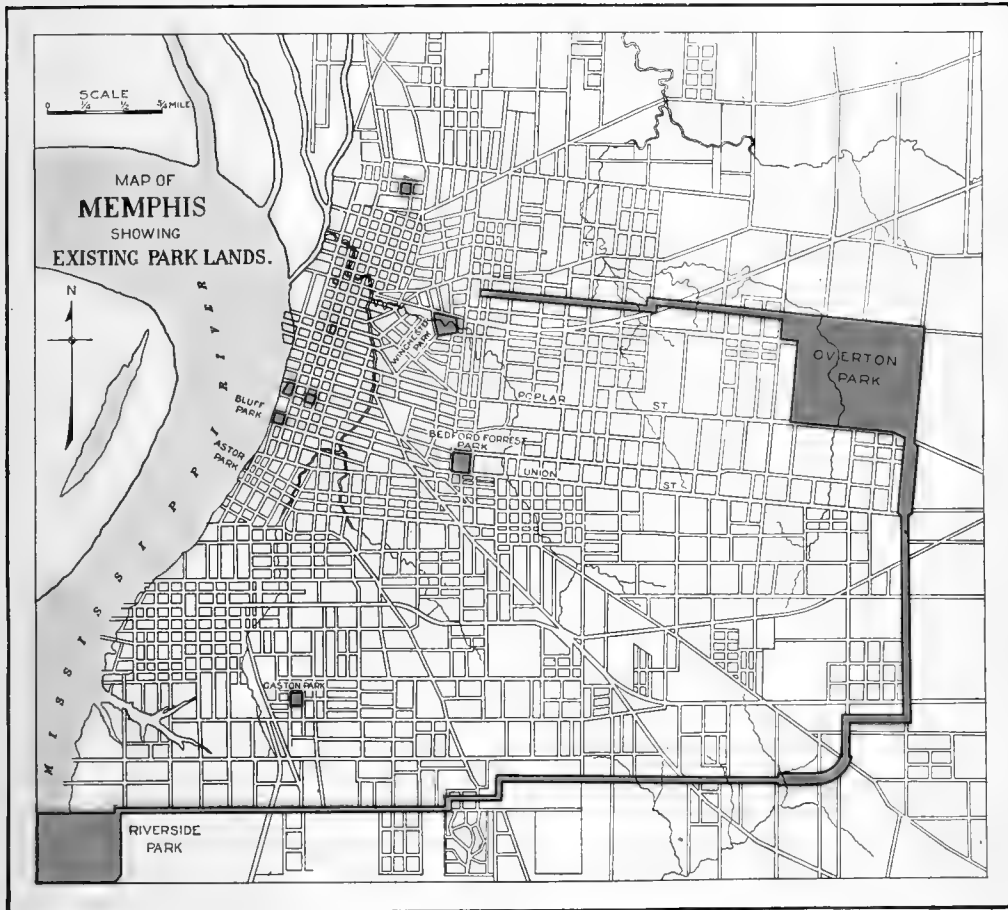 SCALE
0 1/4 1/2 3/4 MILE
MAP OF
MEMPHIS
SHOWING
EXISTING PARK LANDS.
N
MISSISSIPPI RIVER
WINCHESTER
PARK
OVERTON
PARK
BLUFF
PARK
POPLAR ST
ASTOR
PARK
BEDFORD FORREST
PARK
UNION ST
GASTON PARK
RIVERSIDE
PARK